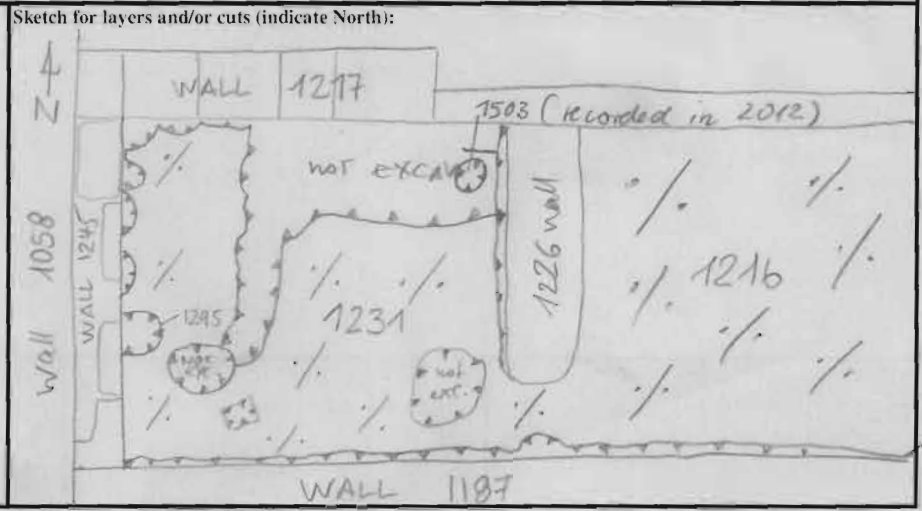 Sketch for layers and/or cuts (indicate North):
N
WALL 1217
1503 (recorded in 2012)
not excav
wall 1058
WALL 1245
1226 wall
1216
1295
1231
not
exc.
not
exc.
WALL 1187